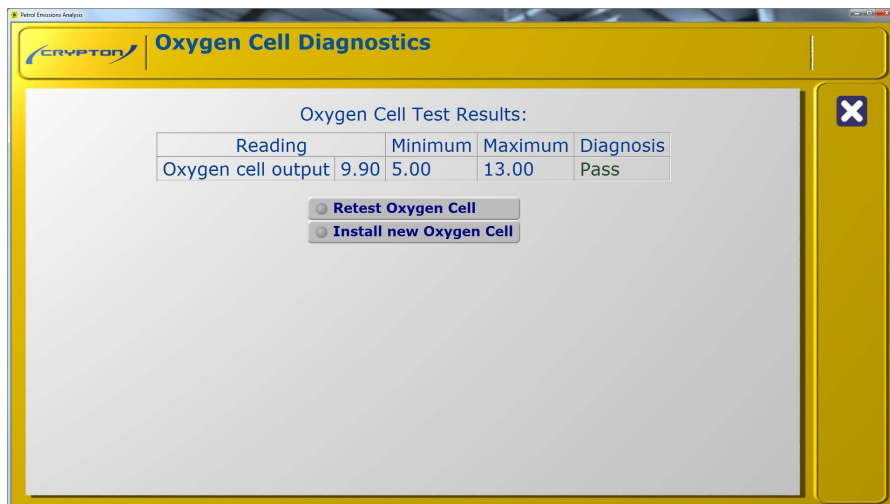 Petrol Emissions Analysis
CRYPTON
Oxygen Cell Diagnostics
Oxygen Cell Test Results:
Reading Minimum Maximum Diagnosis
Oxygen cell output 9.90 5.00 13.00 Pass
Retest Oxygen Cell
Install new Oxygen Cell